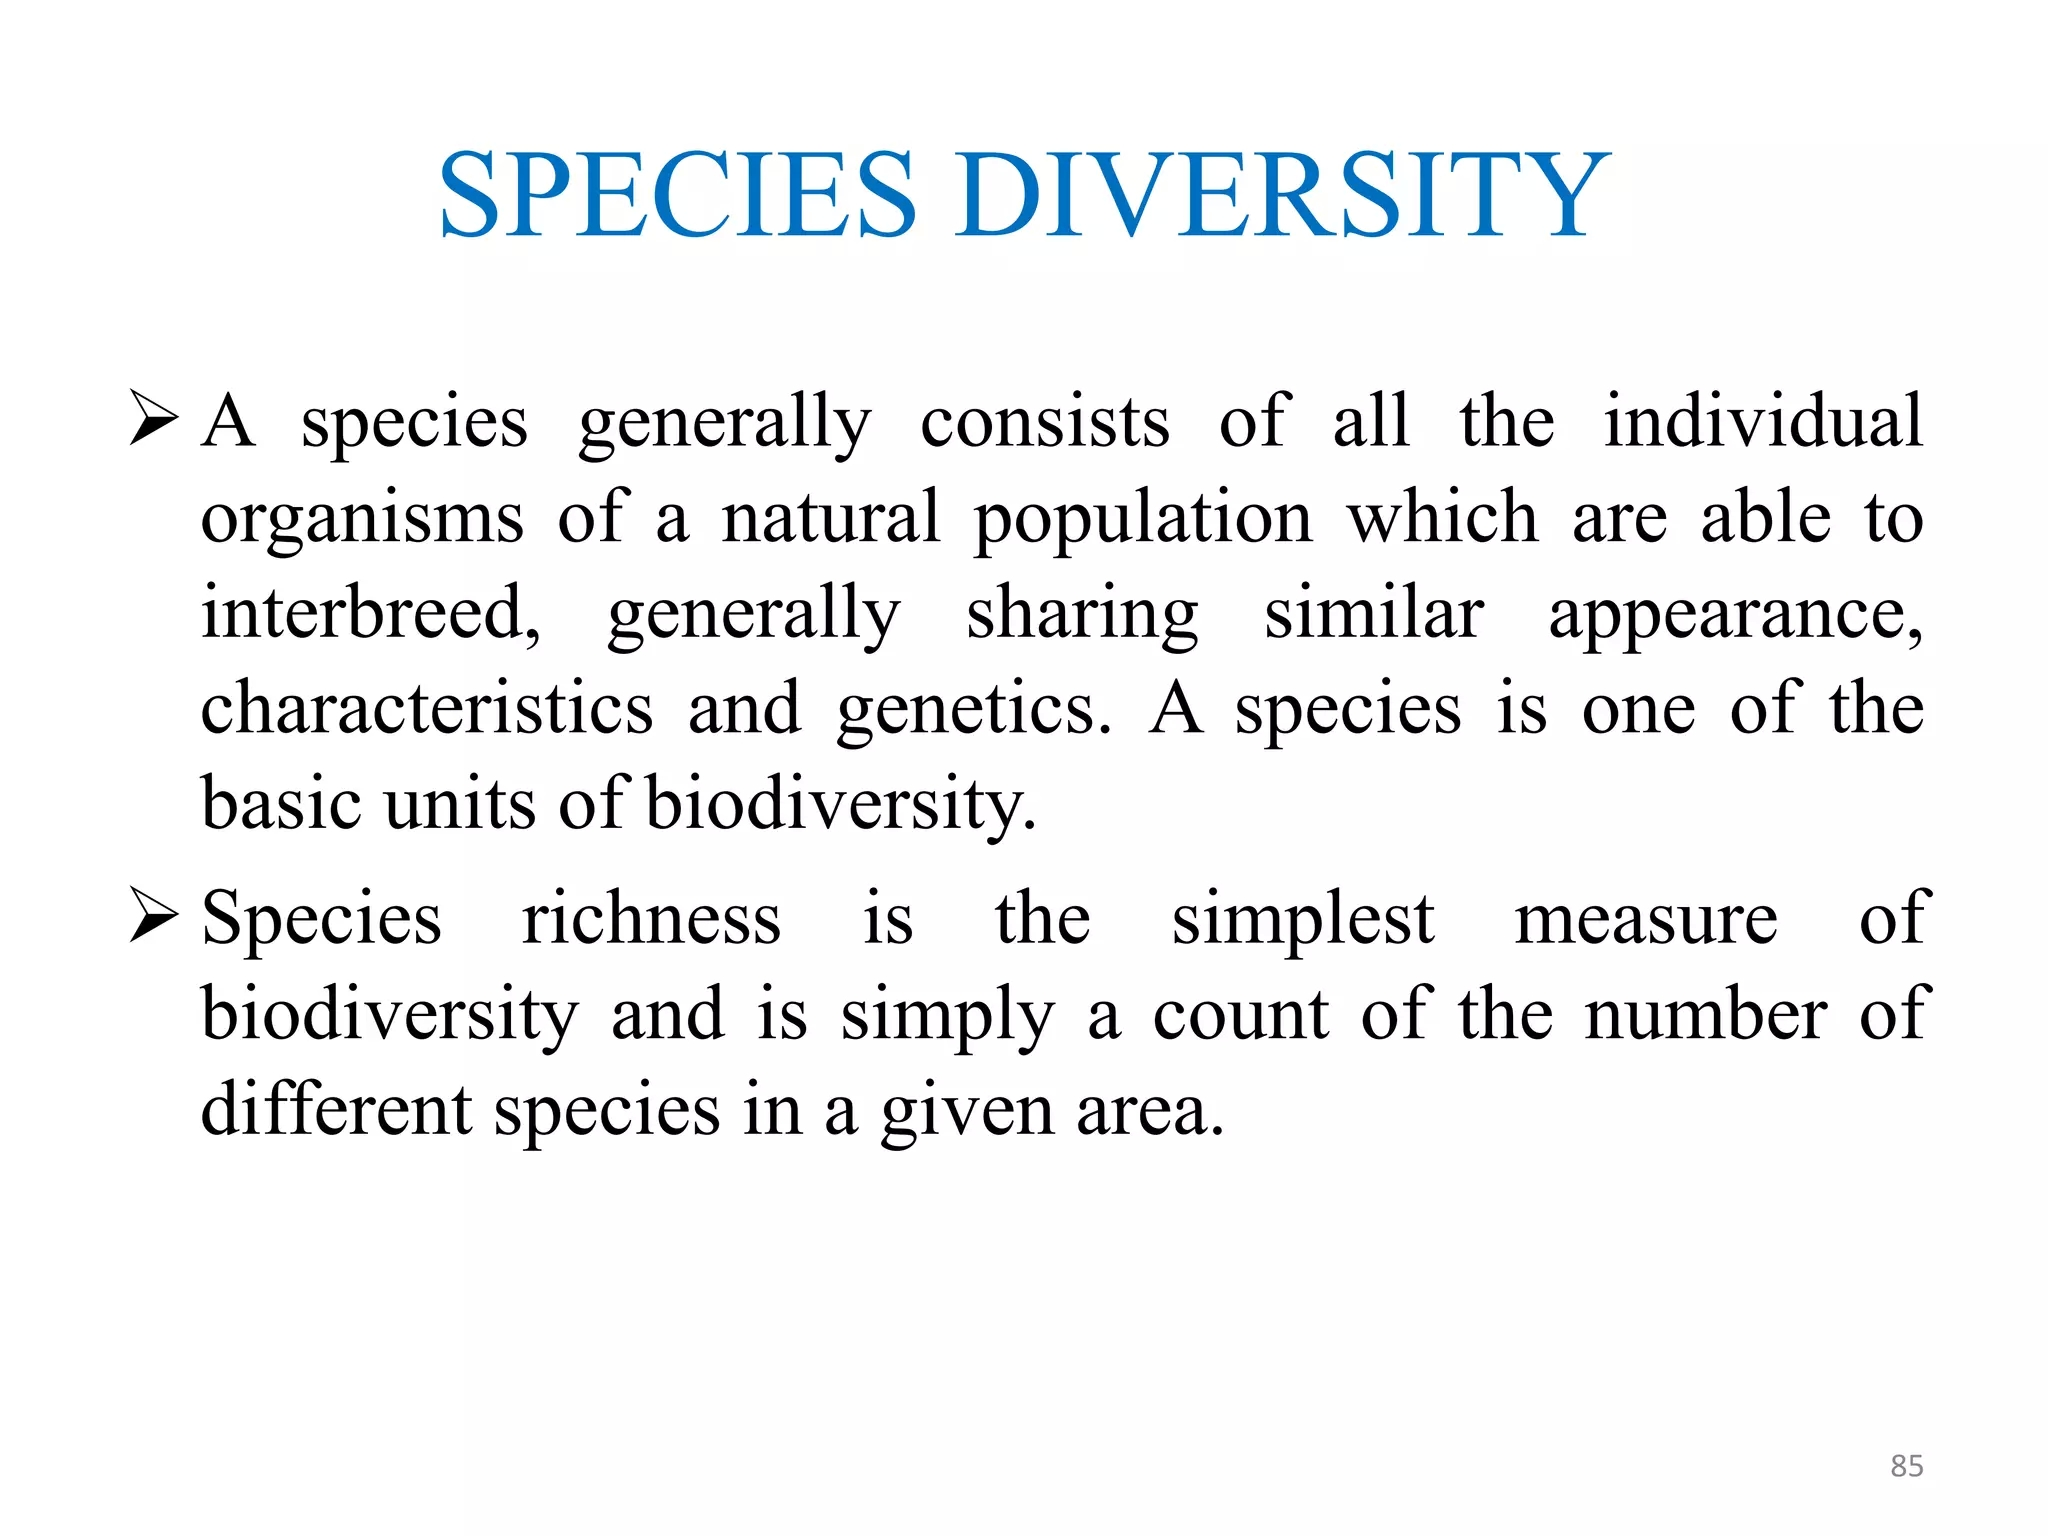 SPECIES DIVERSITY
➢ A species generally consists of all the individual
organisms of a natural population which are able to
interbreed, generally sharing similar appearance,
characteristics and genetics. A species is one of the
basic units of biodiversity.
➢ Species richness is the simplest measure of
biodiversity and is simply a count of the number of
different species in a given area.
85